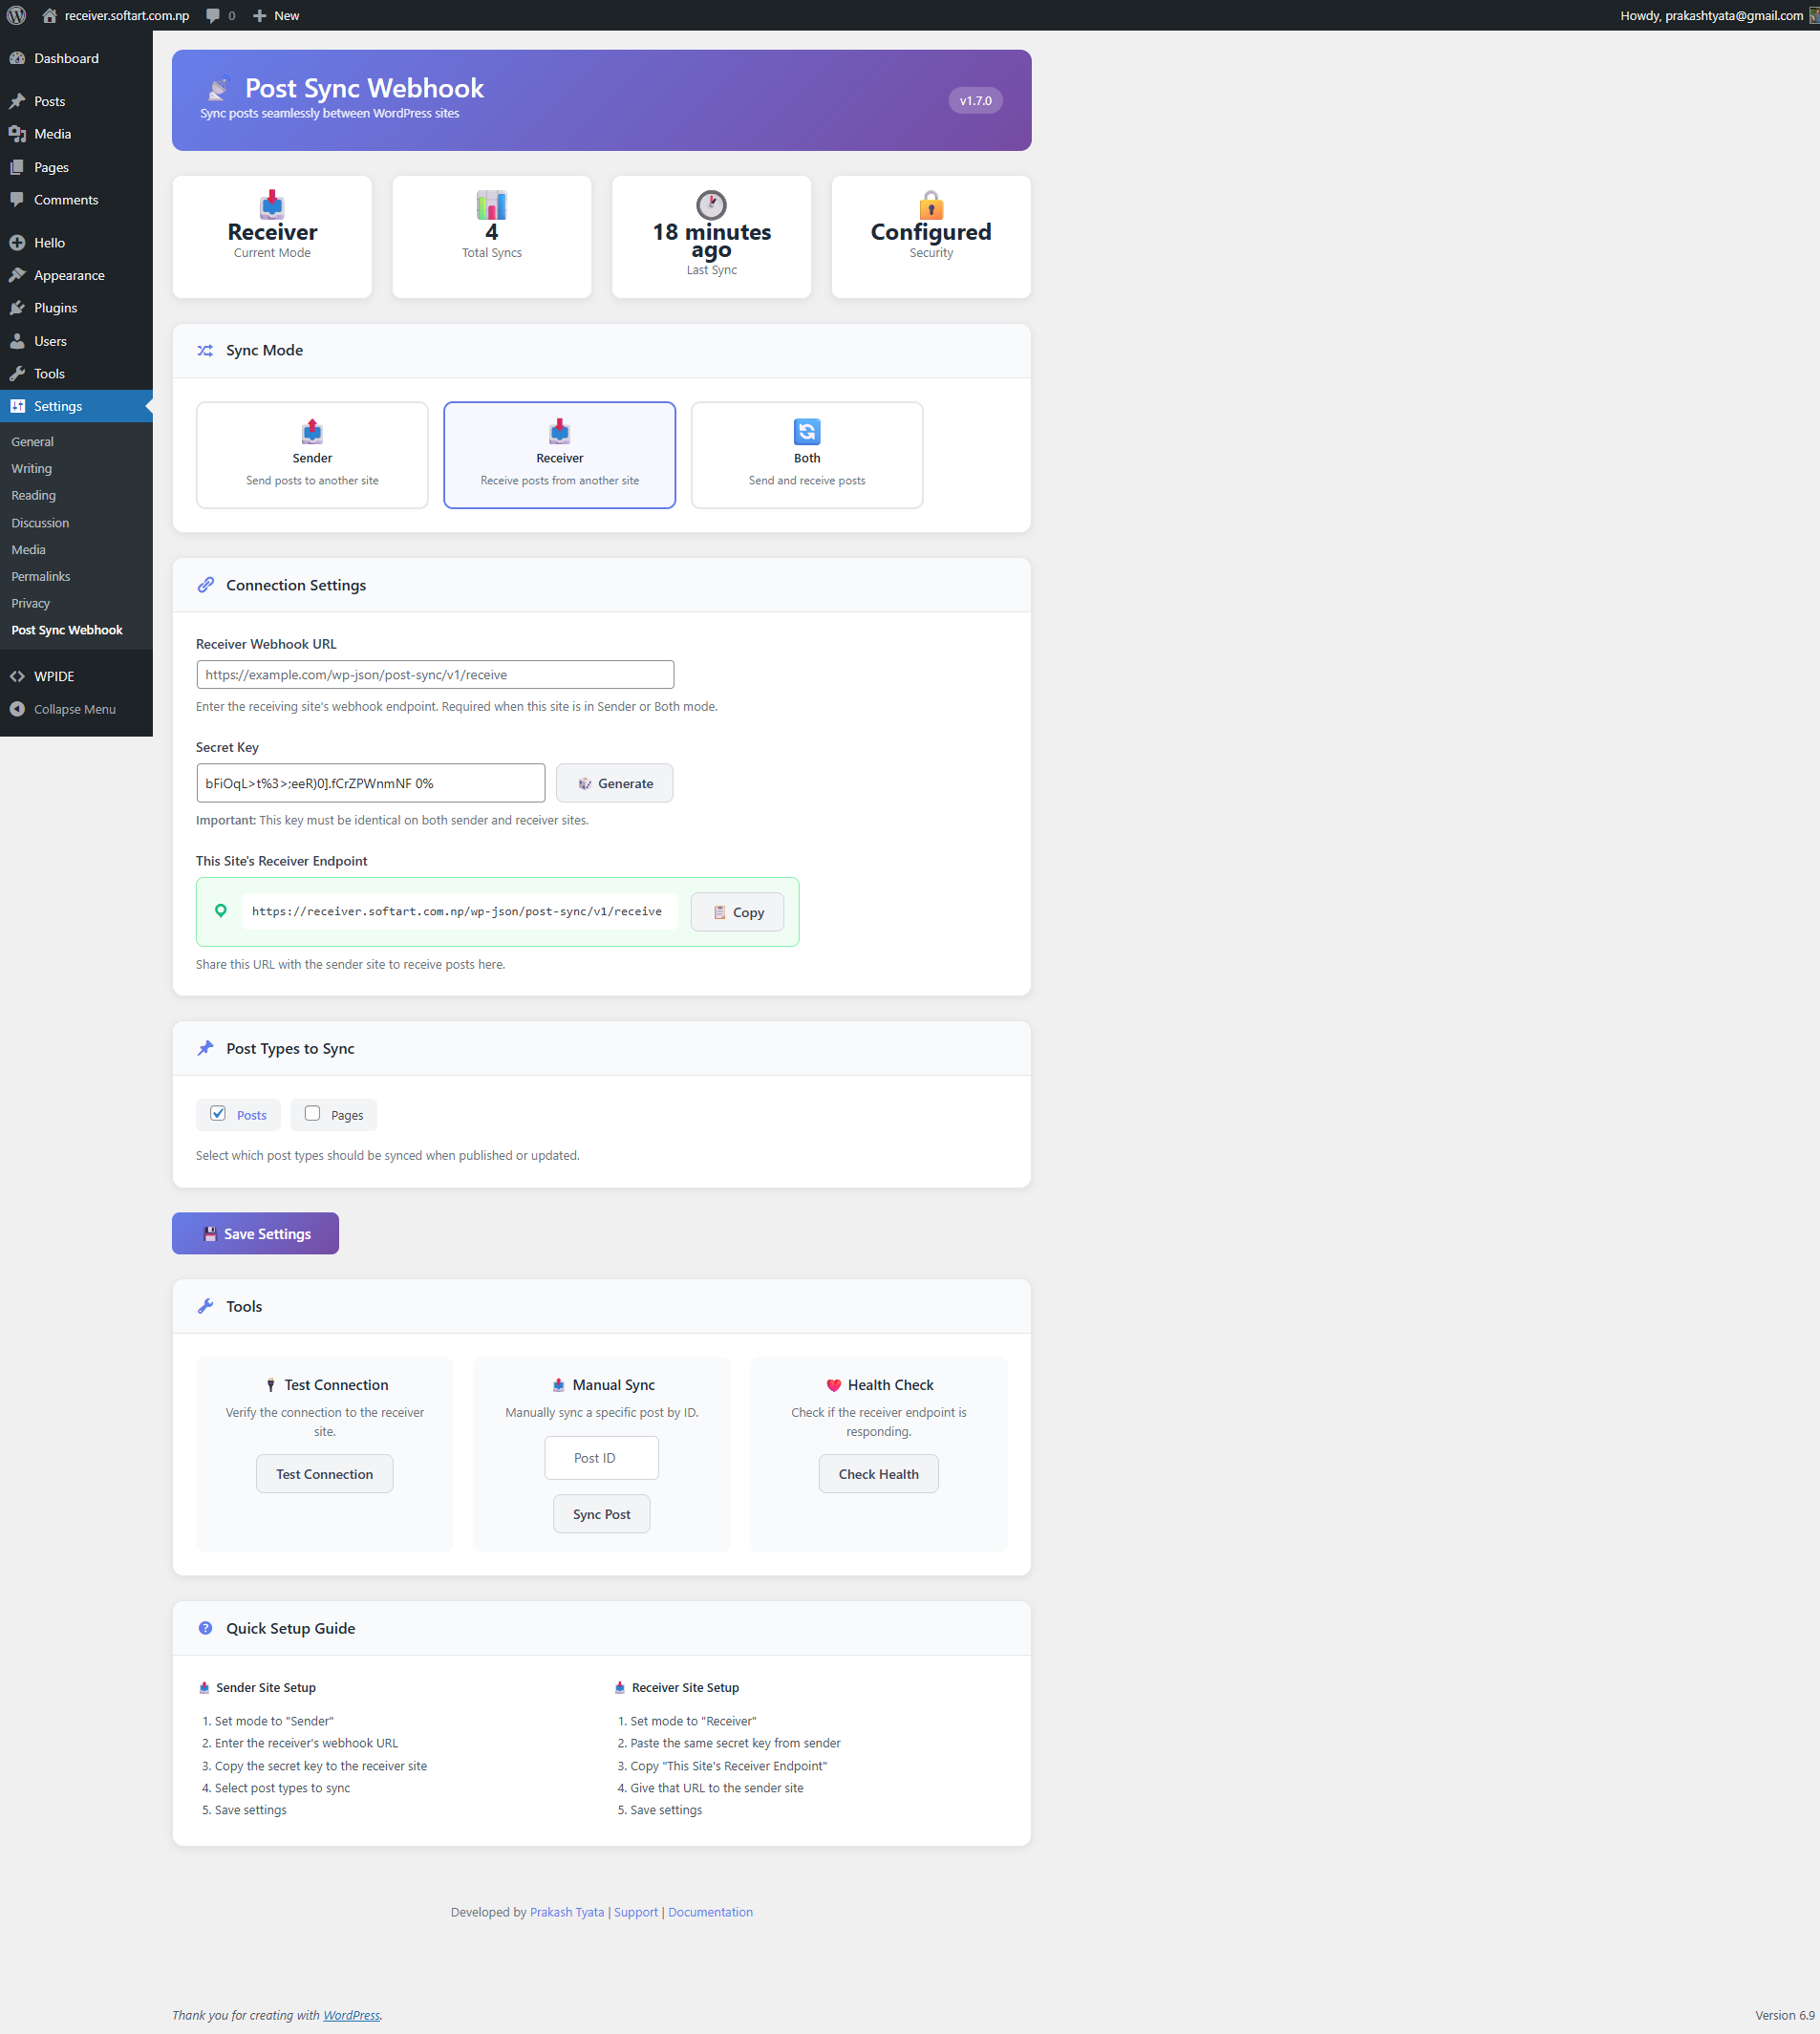 receiver.softart.com.np 0 New
Howdy, prakashtyata@gmail.com
Dashboard
Posts
Media
Pages
Comments
Hello
Appearance
Plugins
Users
Tools
Settings
General
Writing
Reading
Discussion
Media
Permalinks
Privacy
Post Sync Webhook
WPIDE
Collapse Menu
Post Sync Webhook
Sync posts seamlessly between WordPress sites
v1.7.0
Receiver
Current Mode
4
Total Syncs
18 minutes
ago
Last Sync
Configured
Security
Sync Mode
Sender
Send posts to another site
Receiver
Receive posts from another site
Both
Send and receive posts
Connection Settings
Receiver Webhook URL
https://example.com/wp-json/post-sync/v1/receive
Enter the receiving site's webhook endpoint. Required when this site is in Sender or Both mode.
Secret Key
bFiOqL>t%3>;eeR)0].fCrZPWnmNF 0%
Generate
Important: This key must be identical on both sender and receiver sites.
This Site's Receiver Endpoint
https://receiver.softart.com.np/wp-json/post-sync/v1/receive
Copy
Share this URL with the sender site to receive posts here.
Post Types to Sync
Posts
Pages
Select which post types should be synced when published or updated.
Save Settings
Tools
Test Connection
Verify the connection to the receiver
site.
Test Connection
Manual Sync
Manually sync a specific post by ID.
Post ID
Sync Post
Health Check
Check if the receiver endpoint is
responding.
Check Health
Quick Setup Guide
Sender Site Setup
1. Set mode to "Sender"
2. Enter the receiver's webhook URL
3. Copy the secret key to the receiver site
4. Select post types to sync
5. Save settings
Receiver Site Setup
1. Set mode to "Receiver"
2. Paste the same secret key from sender
3. Copy "This Site's Receiver Endpoint"
4. Give that URL to the sender site
5. Save settings
Developed by Prakash Tyata | Support | Documentation
Thank you for creating with WordPress.
Version 6.9